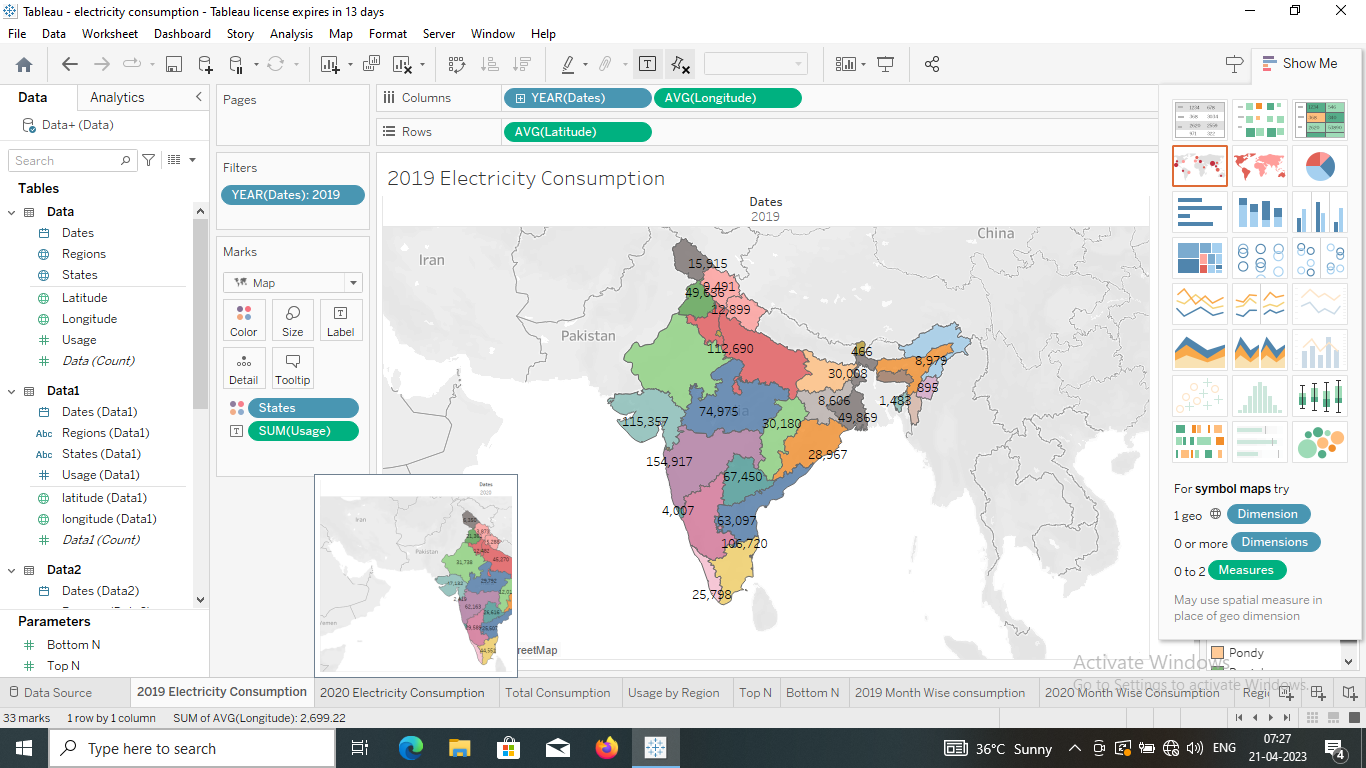 Tableau - electricity consumption - Tableau license expires in 13 days
File Data Worksheet Dashboard Story Analysis Map Format Server Window Help
Show Me
Data Analytics
Data+ (Data)
Search
Tables
Data
Dates
Regions
States
Latitude
Longitude
Usage
Data (Count)
Data1
Dates (Data1)
Abc Regions (Data1)
Abc States (Data1)
Usage (Data1)
latitude (Data1)
longitude (Data1)
Data1 (Count)
Data2
Dates (Data2)
Parameters
Bottom N
Top N
Pages
Filters
YEAR(Dates): 2019
Marks
Map
Color Size Label
Detail Tooltip
States
SUM(Usage)
Columns YEAR(Dates) AVG(Longitude)
Rows AVG(Latitude)
2019 Electricity Consumption
Dates
2019
China
Iran
Pakistan
15,915
9,491
49,656
12,899
112,690
466
8,979
30,008
895
8,606
1,483
74,975
49,869
115,357
30,180
28,967
154,917
67,450
4,007
63,097
106,720
25,798
Dates
2020
Iran
Pakistan
reetMap
For symbol maps try
1 geo Dimension
0 or more Dimensions
0 to 2 Measures
May use spatial measure in
place of geo dimension
Pondy
Activate Windows
Go to Settings to activate Windows.
Data Source 2019 Electricity Consumption 2020 Electricity Consumption Total Consumption Usage by Region Top N Bottom N 2019 Month Wise consumption 2020 Month Wise Consumption Regi
33 marks 1 row by 1 column SUM of AVG(Longitude): 2,699.22
Type here to search
36°C Sunny
ENG
07:27
21-04-2023
4